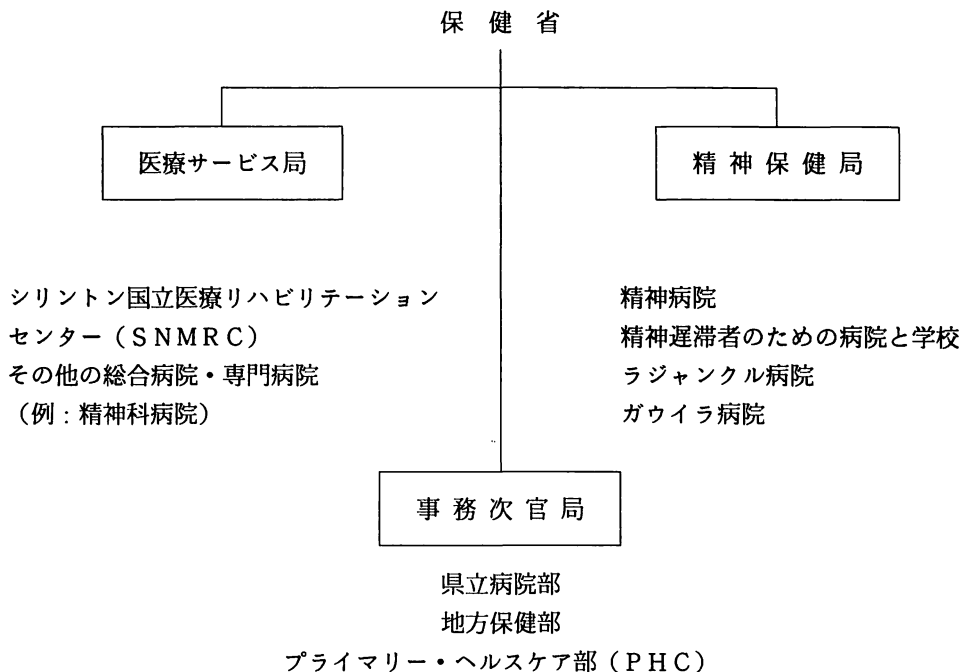 保健省
医療サービス局
精神保健局
シリントン国立医療リハビリテーション
センター（ＳＮＭＲＣ）
その他の総合病院・専門病院
（例：精神科病院）
精神病院
精神遅滞者のための病院と学校
ラジャンクル病院
ガウイラ病院
事務次官局
県立病院部
地方保健部
プライマリー・ヘルスケア部（ＰＨＣ）